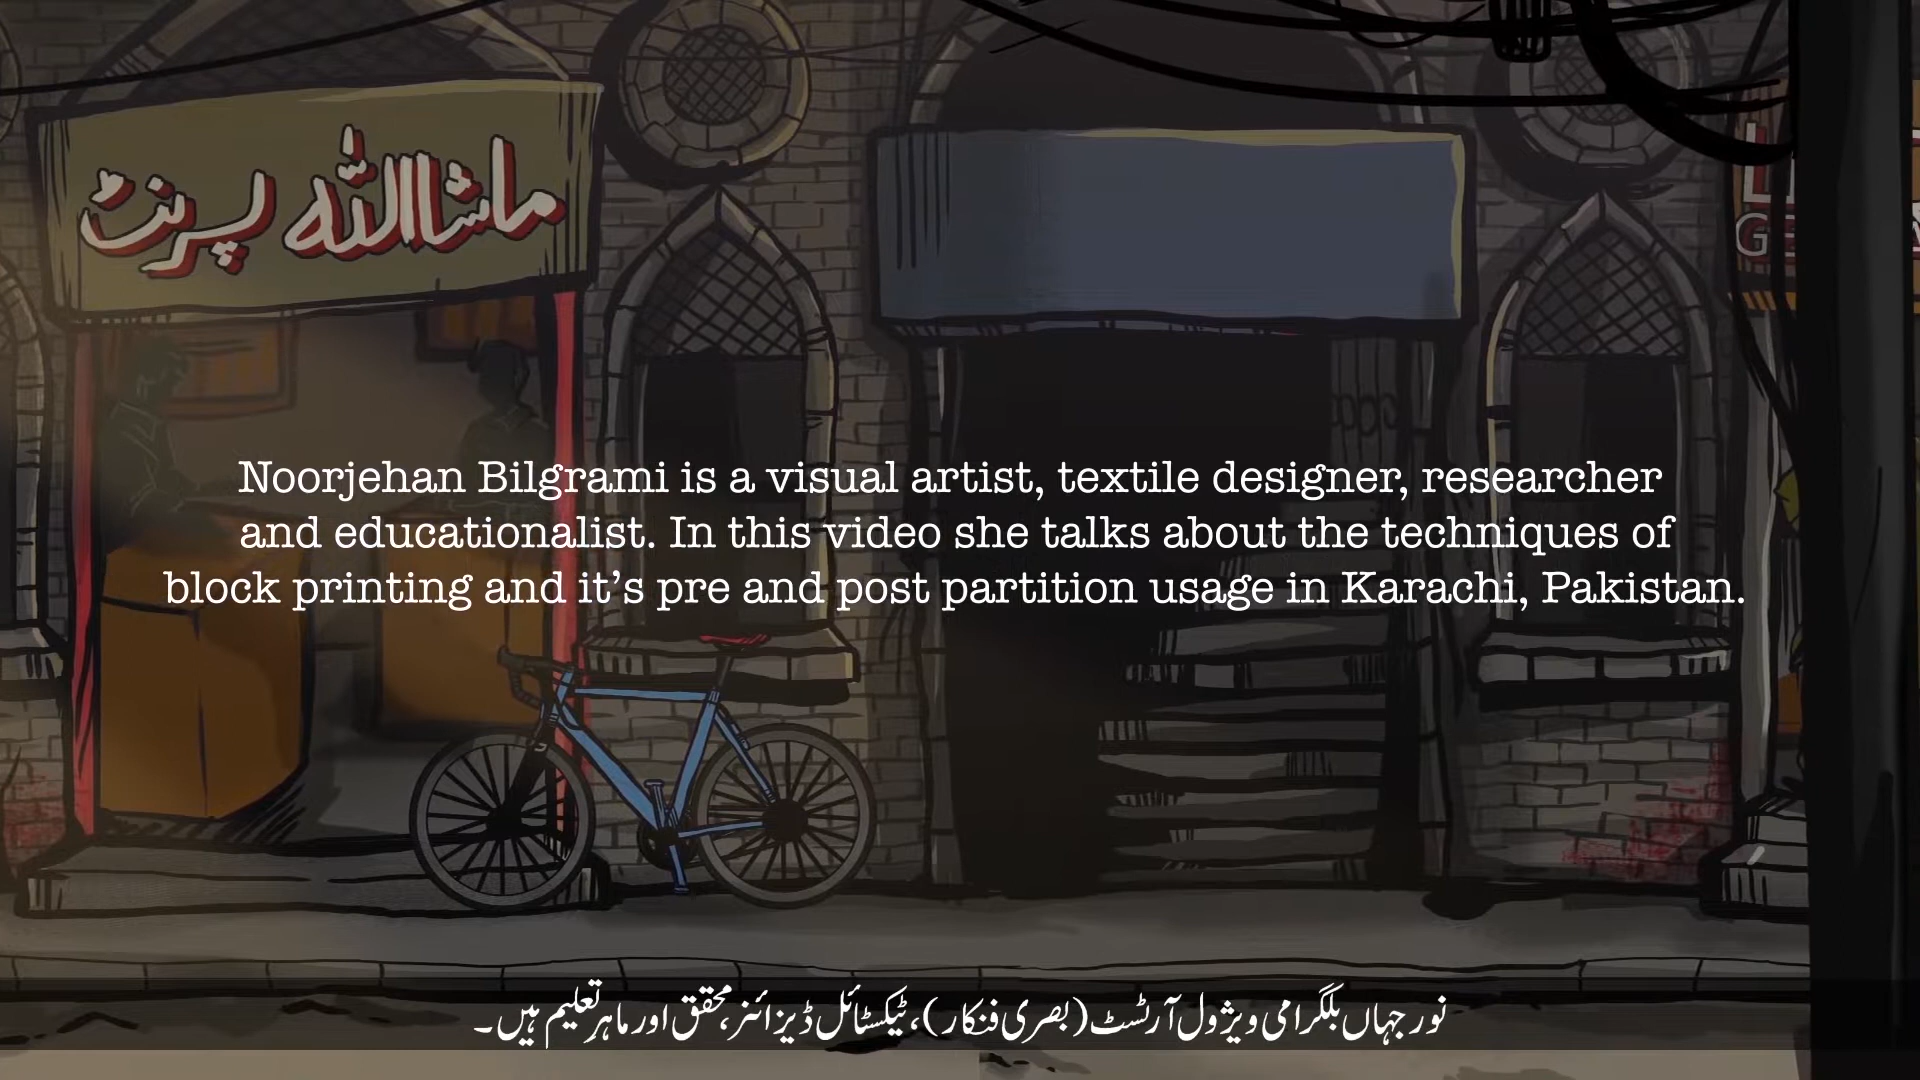 ماشااللہ پرنٹ
Noorjehan Bilgrami is a visual artist, textile designer, researcher
and educationalist. In this video she talks about the techniques of
block printing and it’s pre and post partition usage in Karachi, Pakistan.
نور جہاں بلگرامی ویژول آرٹسٹ (بصری فنکار)، ٹیکسٹائل ڈیزائنر، محقق اور ماہرِ تعلیم ہیں۔